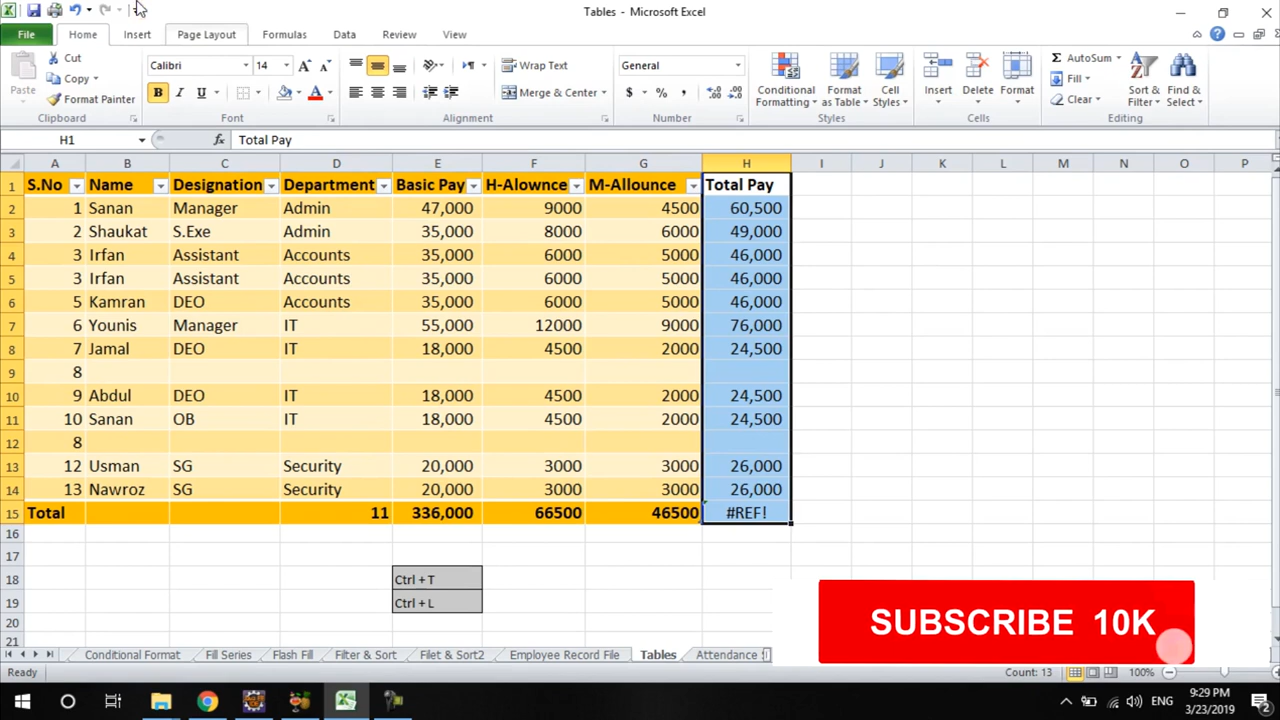 Tables - Microsoft Excel
File Home Insert Page Layout Formulas Data Review View
Paste Cut Copy Format Painter Clipboard
Calibri 14 B I U A Font
Wrap Text Merge & Center Alignment
General $ % , Number
Conditional Formatting Format as Table Cell Styles Styles
Insert Delete Format Cells
Σ AutoSum Fill Clear Sort & Filter Find & Select Editing
H1 fx Total Pay
A B C D E F G H I J K L M N O P
1 S.No Name Designation Department Basic Pay H-Alownce M-Allounce Total Pay
2 1 Sanan Manager Admin 47,000 9000 4500 60,500
3 2 Shaukat S.Exe Admin 35,000 8000 6000 49,000
4 3 Irfan Assistant Accounts 35,000 6000 5000 46,000
5 3 Irfan Assistant Accounts 35,000 6000 5000 46,000
6 5 Kamran DEO Accounts 35,000 6000 5000 46,000
7 6 Younis Manager IT 55,000 12000 9000 76,000
8 7 Jamal DEO IT 18,000 4500 2000 24,500
9 8
10 9 Abdul DEO IT 18,000 4500 2000 24,500
11 10 Sanan OB IT 18,000 4500 2000 24,500
12 8
13 12 Usman SG Security 20,000 3000 3000 26,000
14 13 Nawroz SG Security 20,000 3000 3000 26,000
15 Total 11 336,000 66500 46500 #REF!
16
17
18 Ctrl + T
19 Ctrl + L
20
21
SUBSCRIBE 10K
Conditional Format Fill Series Flash Fill Filter & Sort Filet & Sort2 Employee Record File Tables Attendance S
Ready Count: 13 100%
ENG 9:29 PM
3/23/2019 2